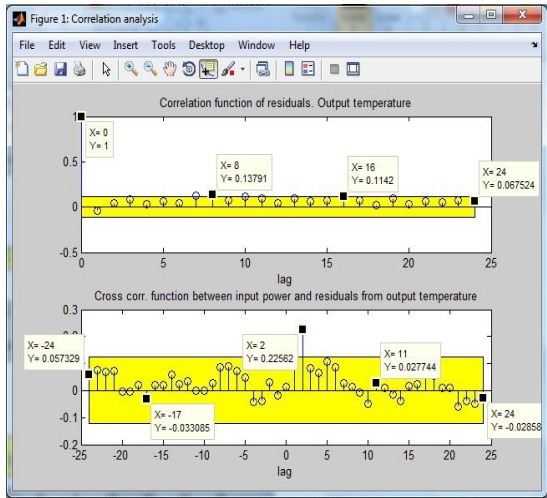 Figure 1: Correlation analysis
File Edit View Insert Tools Desktop Window Help
Correlation function of residuals. Output temperature
1
0.5
0
-0.5
X= 0
Y= 1
X= 8
Y= 0.13791
X= 16
Y= 0.1142
X= 24
Y= 0.067524
0 5 10 15 20 25
lag
Cross corr. function between input power and residuals from output temperature
0.3
0
-0.1
-0.2
X= -24
Y= 0.057329
X= 2
Y= 0.22562
X= 11
Y= 0.027744
X= -17
Y= -0.033085
X= 24
Y= -0.02858
-25 -20 -15 -10 -5 0 5 10 15 20 25
lag